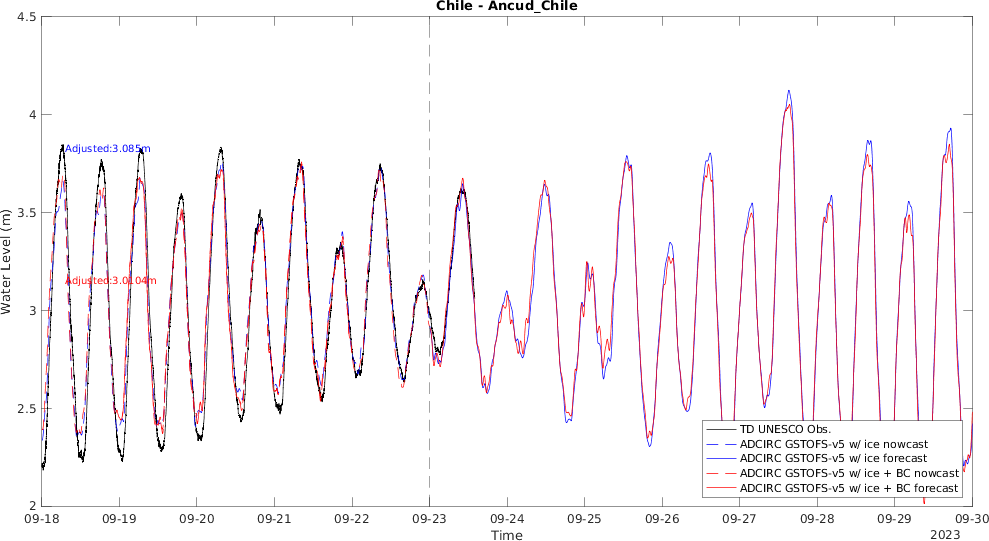 Chile - Ancud_Chile
4.5
4
3.5
3
2.5
2
Water Level (m)
Adjusted:3.085m
Adjusted:3.0104m
TD UNESCO Obs.
ADCIRC GSTOFS-v5 w/ ice nowcast
ADCIRC GSTOFS-v5 w/ ice forecast
ADCIRC GSTOFS-v5 w/ ice + BC nowcast
ADCIRC GSTOFS-v5 w/ ice + BC forecast
09-18 09-19 09-20 09-21 09-22 09-23 09-24 09-25 09-26 09-27 09-28 09-29 09-30
Time
2023